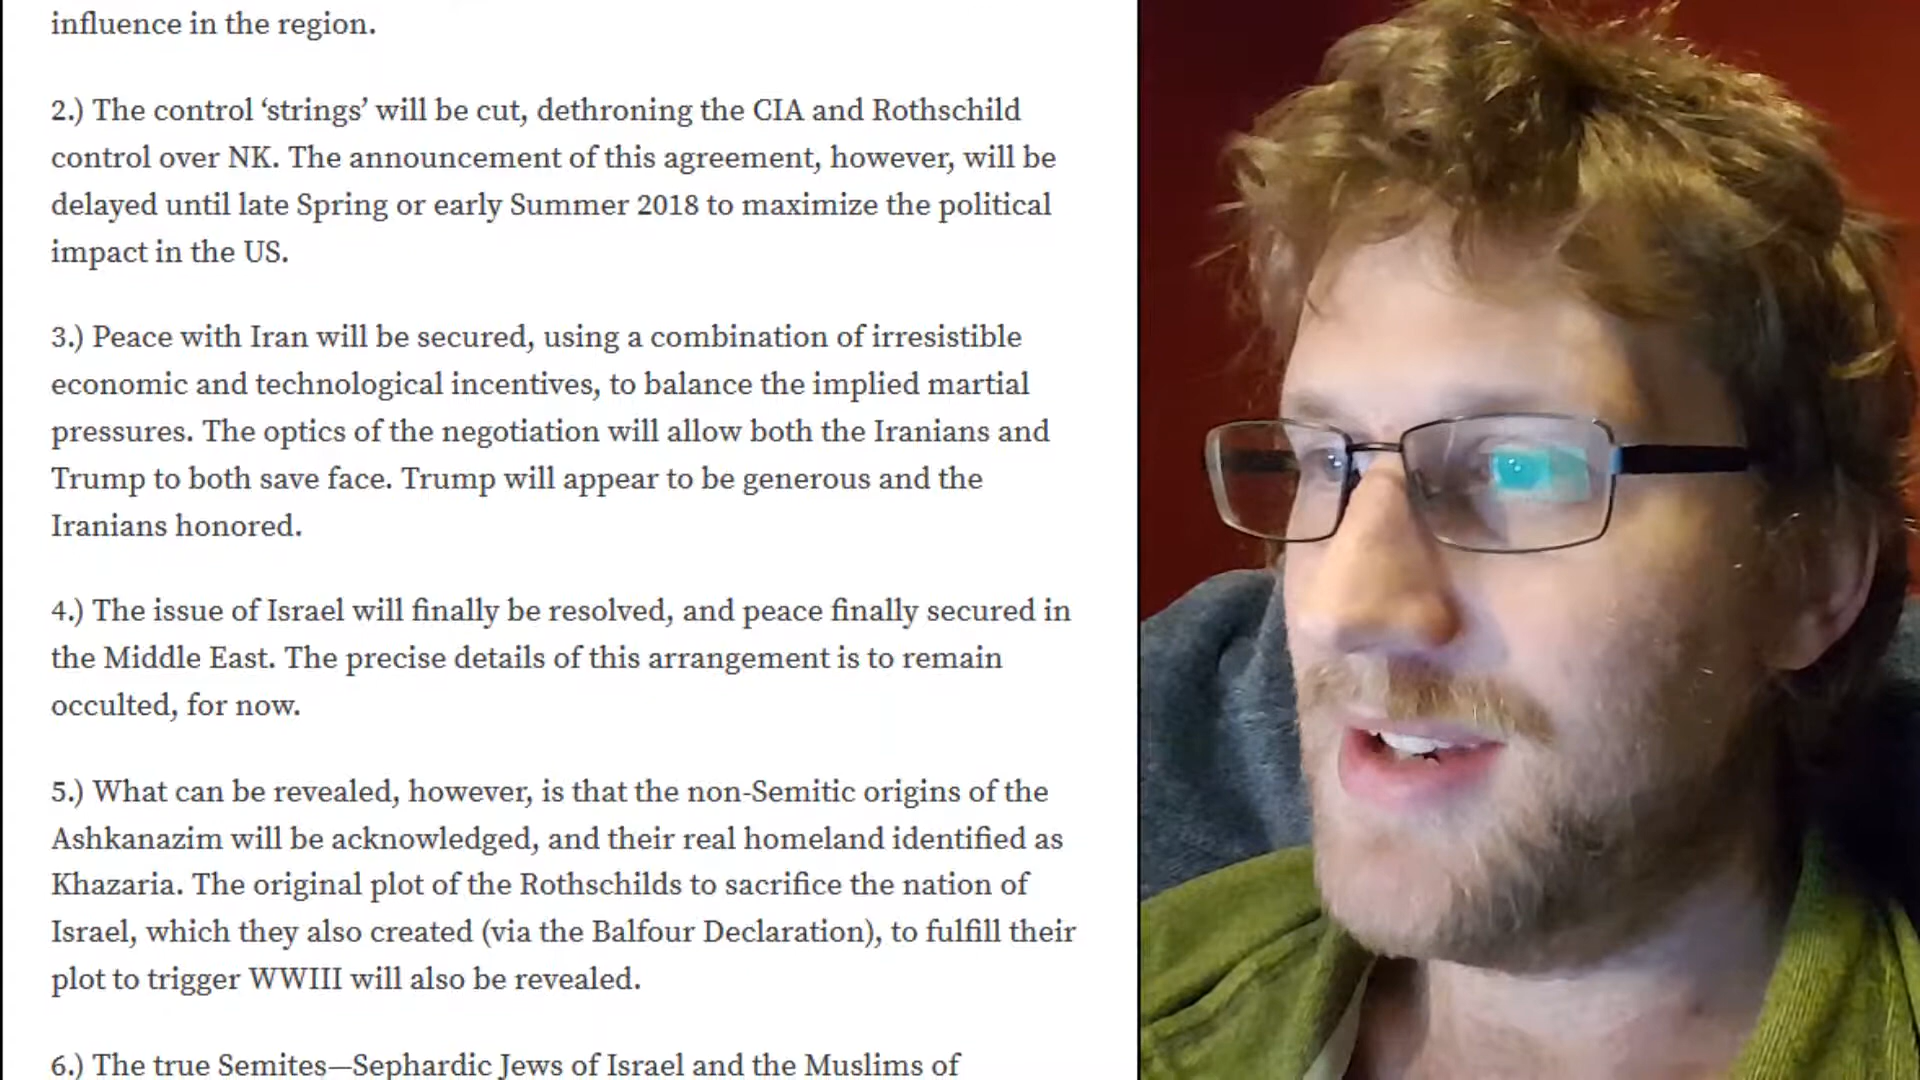 influence in the region.
2.) The control ‘strings’ will be cut, dethroning the CIA and Rothschild
control over NK. The announcement of this agreement, however, will be
delayed until late Spring or early Summer 2018 to maximize the political
impact in the US.
3.) Peace with Iran will be secured, using a combination of irresistible
economic and technological incentives, to balance the implied martial
pressures. The optics of the negotiation will allow both the Iranians and
Trump to both save face. Trump will appear to be generous and the
Iranians honored.
4.) The issue of Israel will finally be resolved, and peace finally secured in
the Middle East. The precise details of this arrangement is to remain
occulted, for now.
5.) What can be revealed, however, is that the non-Semitic origins of the
Ashkanazim will be acknowledged, and their real homeland identified as
Khazaria. The original plot of the Rothschilds to sacrifice the nation of
Israel, which they also created (via the Balfour Declaration), to fulfill their
plot to trigger WWIII will also be revealed.
6.) The true Semites—Sephardic Jews of Israel and the Muslims of